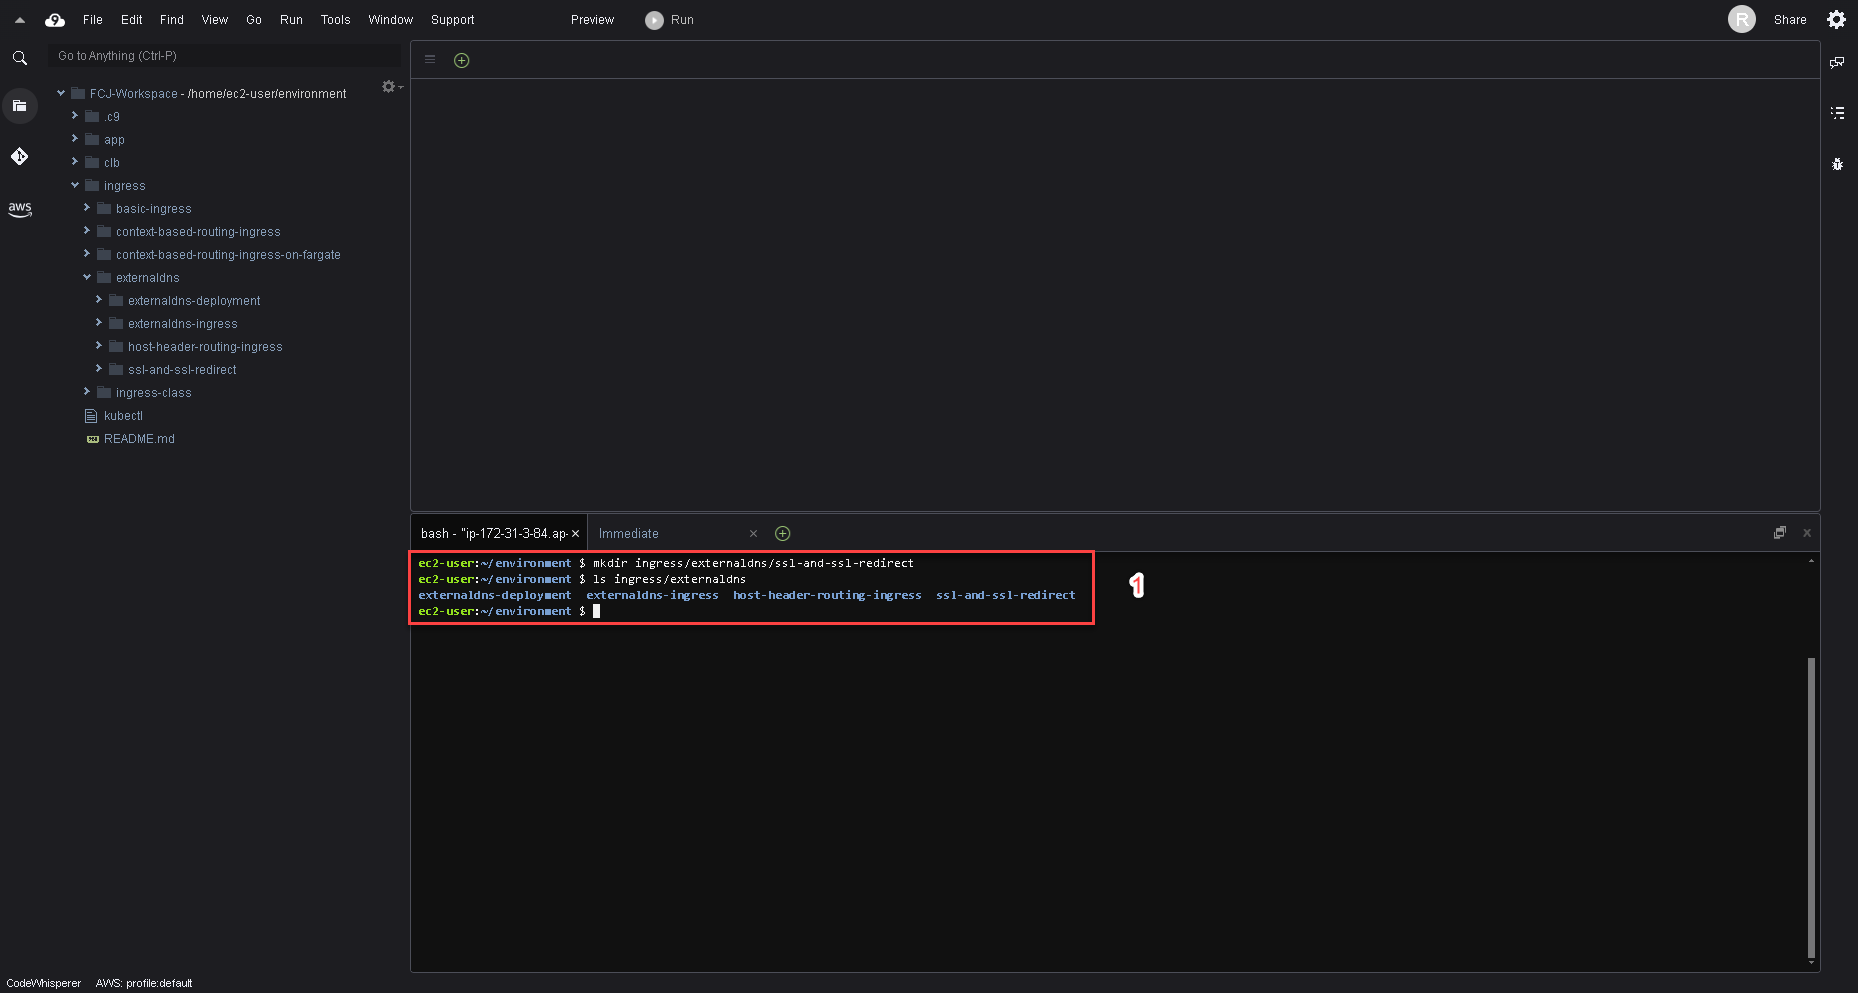 9 File Edit Find View Go Run Tools Window Support Preview Run R Share
Go to Anything (Ctrl-P)
FCJ-Workspace - /home/ec2-user/environment
.c9
app
clb
ingress
aws
basic-ingress
context-based-routing-ingress
context-based-routing-ingress-on-fargate
externaldns
externaldns-deployment
externaldns-ingress
host-header-routing-ingress
ssl-and-ssl-redirect
ingress-class
kubectl
README.md
bash - "ip-172-31-3-84.ap- Immediate
ec2-user:~/environment $ mkdir ingress/externaldns/ssl-and-ssl-redirect
ec2-user:~/environment $ ls ingress/externaldns
externaldns-deployment externaldns-ingress host-header-routing-ingress ssl-and-ssl-redirect
ec2-user:~/environment $
1
CodeWhisperer AWS: profile:default